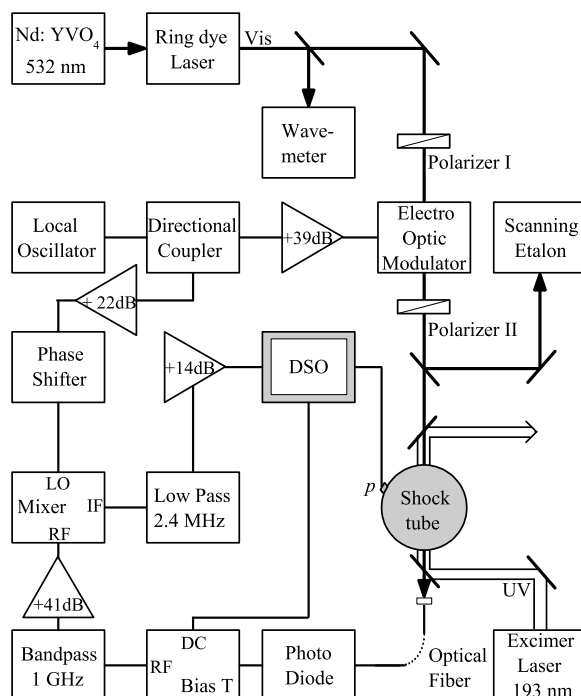 Nd: YVO4
532 nm
Ring dye
Laser
Vis
Wave-
meter
Polarizer I
Local
Oscillator
Directional
Coupler
+39dB
Electro
Optic
Modulator
Scanning
Etalon
+ 22dB
Polarizer II
Phase
Shifter
+14dB
DSO
LO
Mixer
IF
RF
Low Pass
2.4 MHz
p
Shock
tube
+41dB
UV
Bandpass
1 GHz
DC
RF
Bias T
Photo
Diode
Optical
Fiber
Excimer
Laser
193 nm